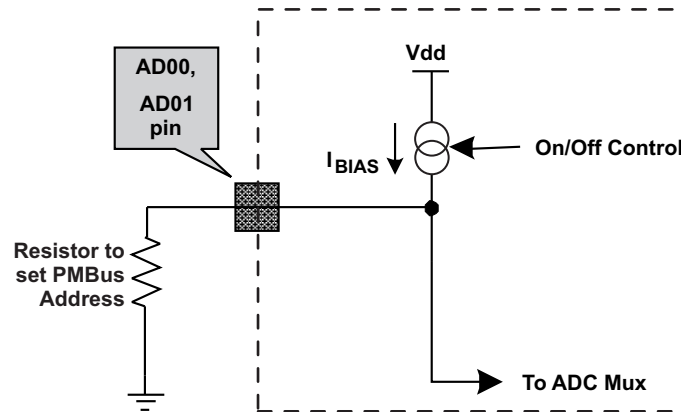 AD00,
AD01
pin
Vdd
I BIAS
On/Off Control
Resistor to
set PMBus
Address
To ADC Mux